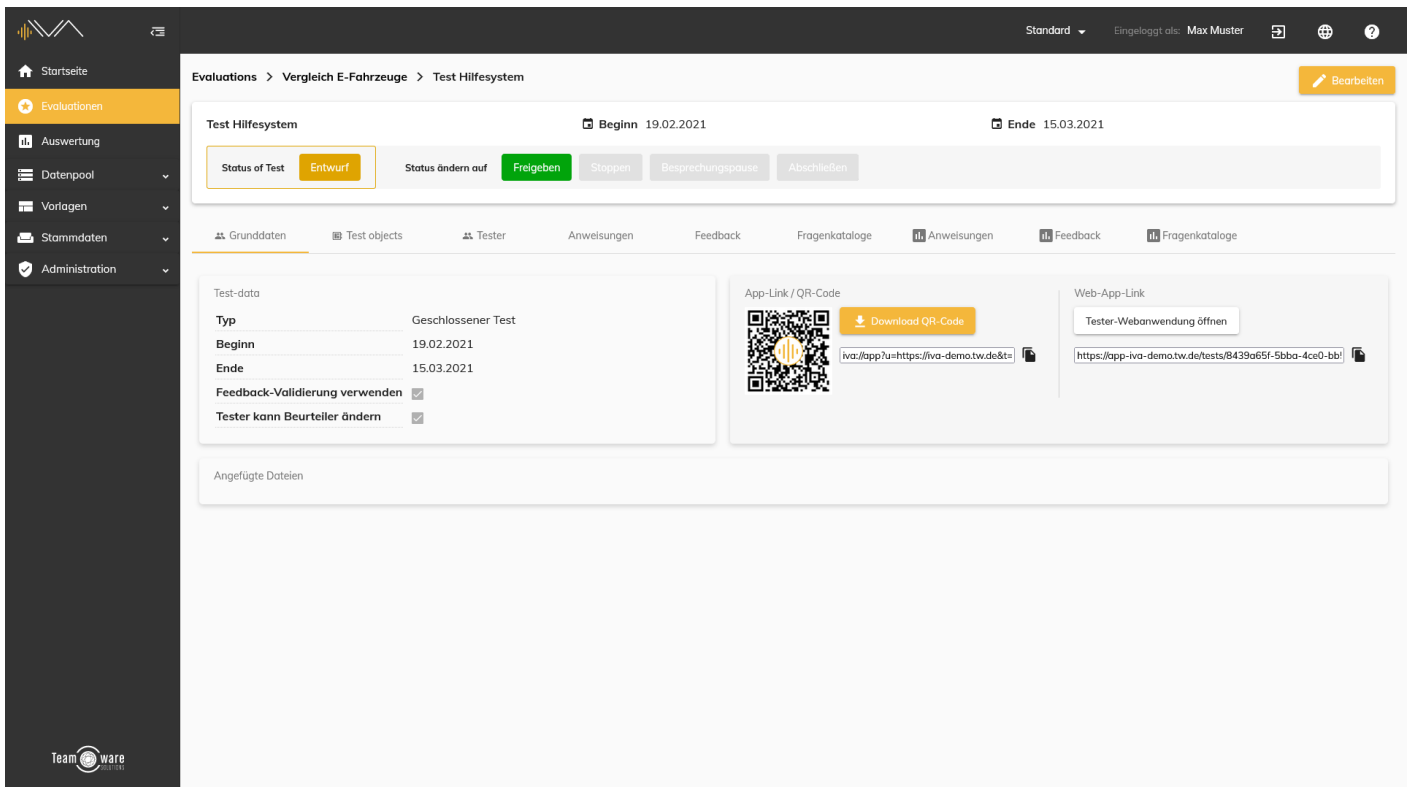 Standard Eingeloggt als: Max Muster
Startseite
Evaluationen
Auswertung
Datenpool
Vorlagen
Stammdaten
Administration
Team ware
SOLUTIONS
Evaluations > Vergleich E-Fahrzeuge > Test Hilfesystem
Bearbeiten
Test Hilfesystem Beginn 19.02.2021 Ende 15.03.2021
Status of Test Entwurf Status ändern auf Freigeben Stoppen Besprechungspause Abschließen
Grunddaten Test objects Tester Anweisungen Feedback Fragenkataloge Anweisungen Feedback Fragenkataloge
Test-data
Typ Geschlossener Test
Beginn 19.02.2021
Ende 15.03.2021
Feedback-Validierung verwenden
Tester kann Beurteiler ändern
App-Link / QR-Code
Download QR-Code
iva://app?u=https://iva-demo.tw.de&t=
Web-App-Link
Tester-Webanwendung öffnen
https://app-iva-demo.tw.de/tests/8439a65f-5bba-4ce0-bb
Angefügte Dateien